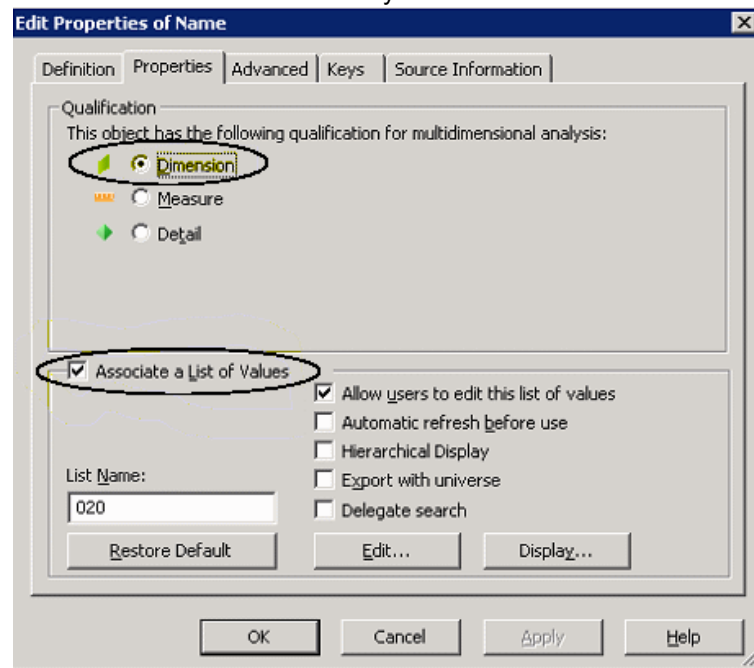 Edit Properties of Name
Definition Properties Advanced Keys Source Information
Qualification
This object has the following qualification for multidimensional analysis:
Dimension
Measure
Detail
Associate a List of Values
Allow users to edit this list of values
Automatic refresh before use
Hierarchical Display
List Name:
Export with universe
020
Delegate search
Restore Default Edit... Display...
OK Cancel Apply Help